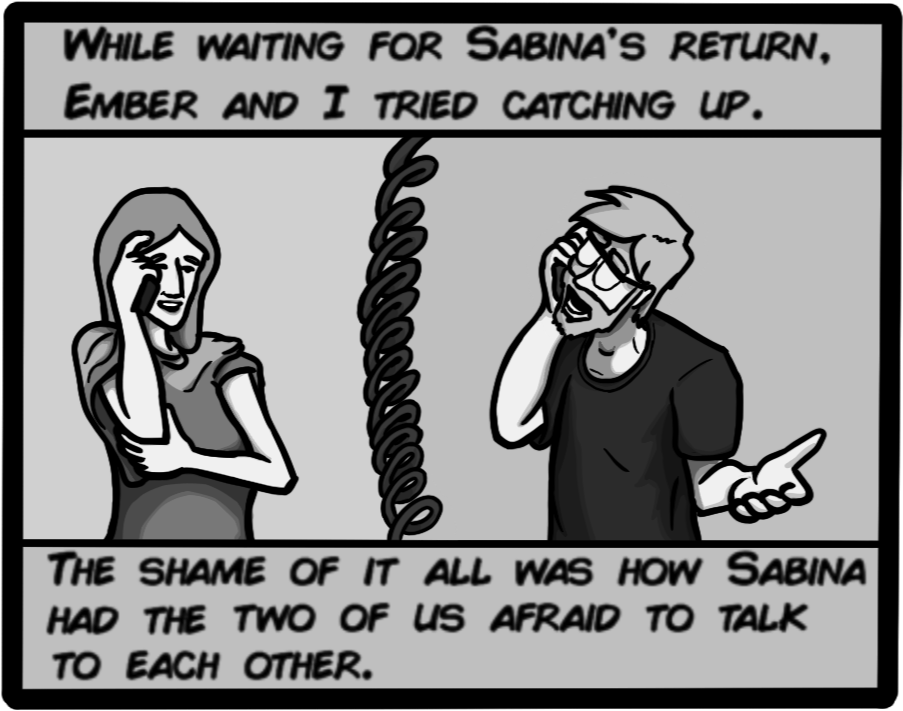 While waiting for Sabina's return,
Ember and I tried catching up.
The shame of it all was how Sabina
had the two of us afraid to talk
to each other.